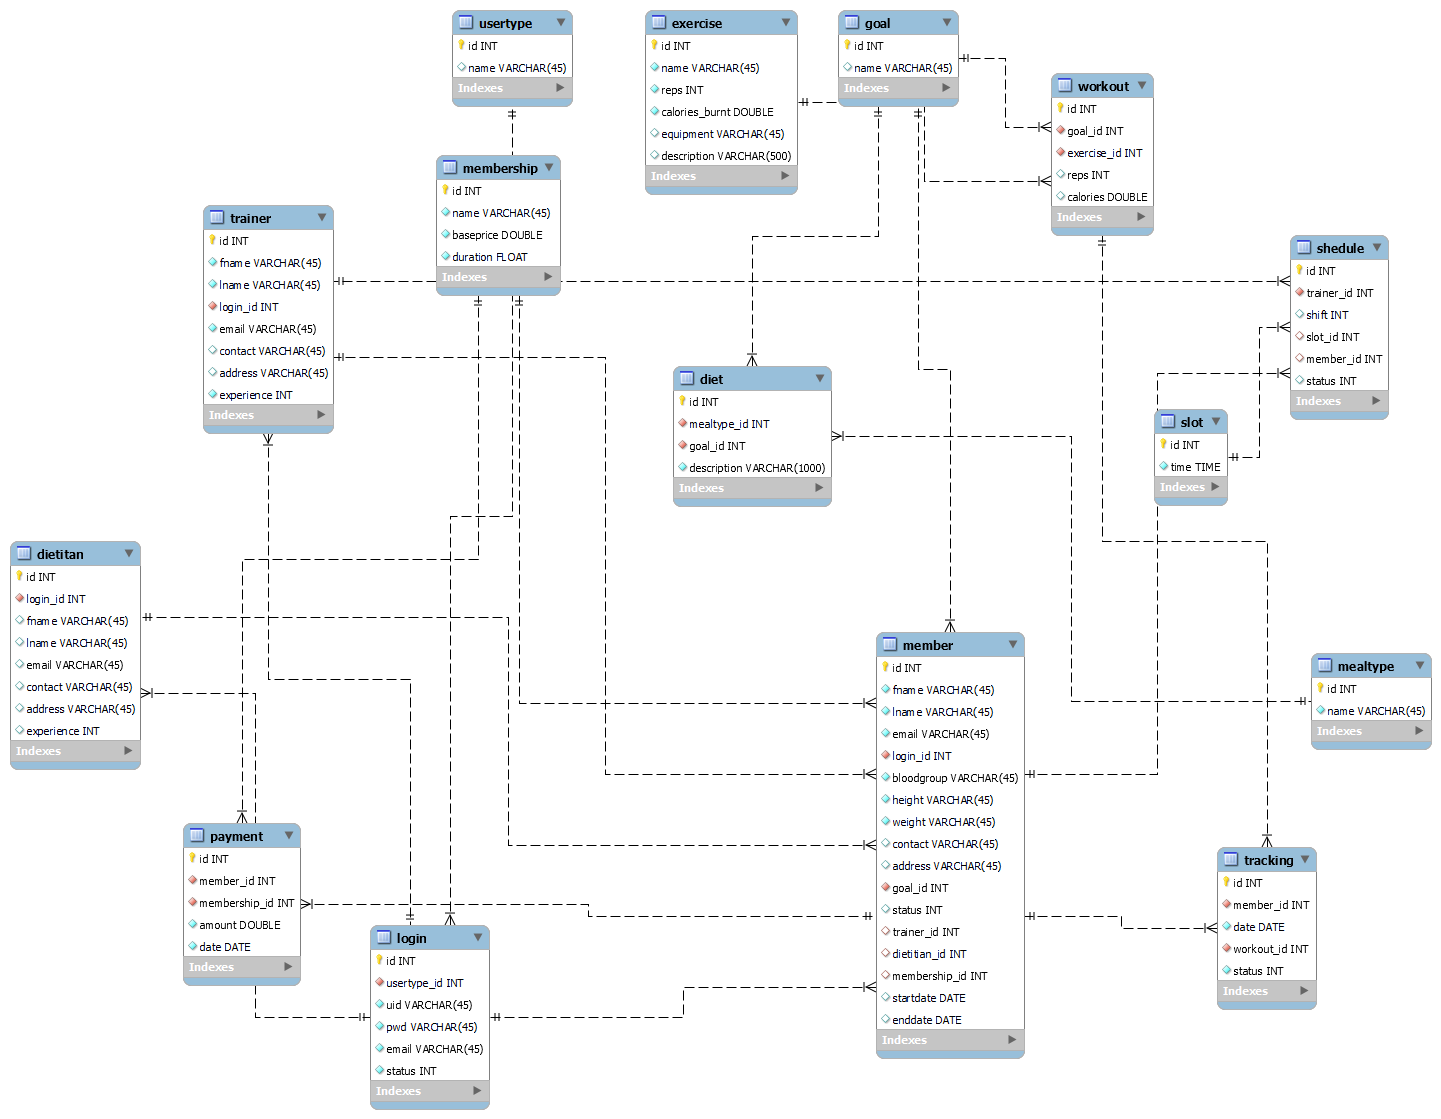 usertype
id INT
name VARCHAR(45)
Indexes
exercise
id INT
name VARCHAR(45)
reps INT
calories_burnt DOUBLE
equipment VARCHAR(45)
description VARCHAR(500)
Indexes
goal
id INT
name VARCHAR(45)
Indexes
workout
id INT
goal_id INT
exercise_id INT
reps INT
calories DOUBLE
Indexes
membership
id INT
name VARCHAR(45)
baseprice DOUBLE
duration FLOAT
Indexes
trainer
id INT
fname VARCHAR(45)
lname VARCHAR(45)
login_id INT
email VARCHAR(45)
contact VARCHAR(45)
address VARCHAR(45)
experience INT
Indexes
shedule
id INT
trainer_id INT
shift INT
slot_id INT
member_id INT
status INT
Indexes
diet
id INT
mealtype_id INT
goal_id INT
description VARCHAR(1000)
Indexes
slot
id INT
time TIME
Indexes
dietitan
id INT
login_id INT
fname VARCHAR(45)
lname VARCHAR(45)
email VARCHAR(45)
contact VARCHAR(45)
address VARCHAR(45)
experience INT
Indexes
member
id INT
fname VARCHAR(45)
lname VARCHAR(45)
email VARCHAR(45)
login_id INT
bloodgroup VARCHAR(45)
height VARCHAR(45)
weight VARCHAR(45)
contact VARCHAR(45)
address VARCHAR(45)
goal_id INT
status INT
trainer_id INT
dietitian_id INT
membership_id INT
startdate DATE
enddate DATE
Indexes
mealtype
id INT
name VARCHAR(45)
Indexes
payment
id INT
member_id INT
membership_id INT
amount DOUBLE
date DATE
Indexes
tracking
id INT
member_id INT
date DATE
workout_id INT
status INT
Indexes
login
id INT
usertype_id INT
uid VARCHAR(45)
pwd VARCHAR(45)
email VARCHAR(45)
status INT
Indexes